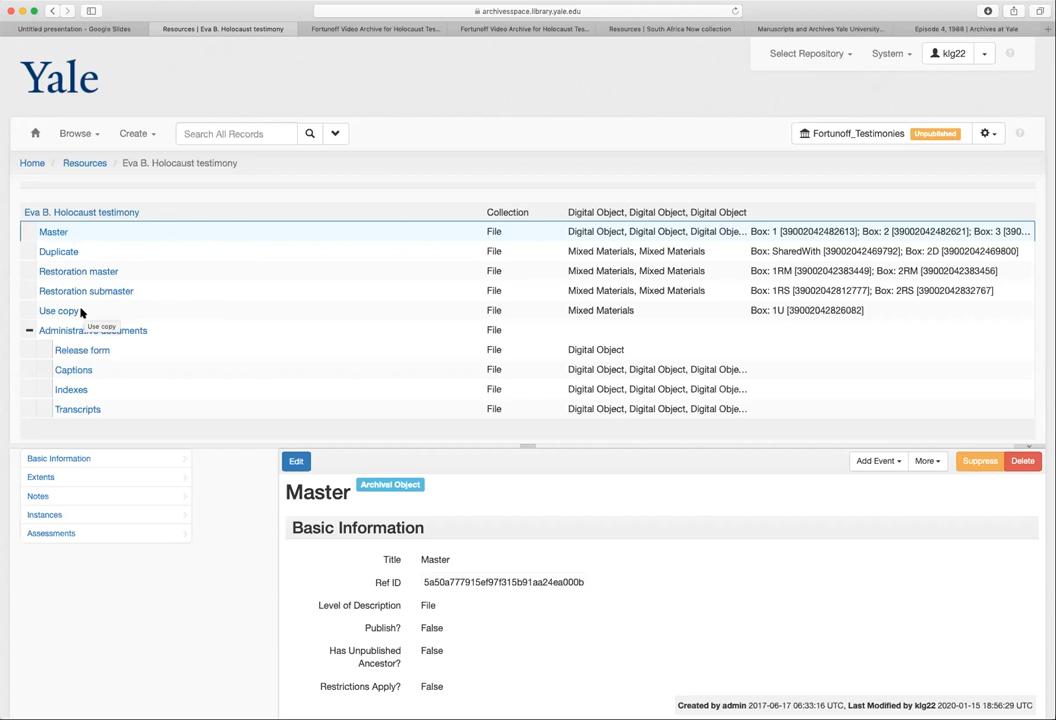 archivesspace.library.yale.edu
Untitled presentation - Google Slides
Resources | Eva B. Holocaust testimony
Fortunoff Video Archive for Holocaust Tes...
Fortunoff Video Archive for Holocaust Tes...
Resources | South Africa Now collection
Manuscripts and Archives Yale University...
Episode 4, 1988 | Archives at Yale
Select Repository
System
klg22
Yale
Browse
Create
Search All Records
Fortunoff_Testimonies Unpublished
Home / Resources / Eva B. Holocaust testimony
Eva B. Holocaust testimony Collection Digital Object, Digital Object, Digital Object
Master File Digital Object, Digital Object, Digital Obje... Box: 1 [39002042482613]; Box: 2 [39002042482621]; Box: 3 [390...
Duplicate File Mixed Materials, Mixed Materials Box: SharedWith [39002042469792]; Box: 2D [39002042469800]
Restoration master File Mixed Materials, Mixed Materials Box: 1RM [39002042383449]; Box: 2RM [39002042383456]
Restoration submaster File Mixed Materials, Mixed Materials Box: 1RS [39002042812777]; Box: 2RS [39002042832767]
Use copy File Mixed Materials Box: 1U [39002042826082]
Use copy
Administrative documents File
Release form File Digital Object
Captions File Digital Object, Digital Object, Digital Obje...
Indexes File Digital Object, Digital Object, Digital Obje...
Transcripts File Digital Object, Digital Object, Digital Obje...
Basic Information
Extents
Notes
Instances
Assessments
Edit
Add Event
More
Suppress
Delete
Master Archival Object
Basic Information
Title Master
Ref ID 5a50a777915ef97f315b91aa24ea000b
Level of Description File
Publish? False
Has Unpublished Ancestor? False
Restrictions Apply? False
Created by admin 2017-06-17 06:33:16 UTC, Last Modified by klg22 2020-01-15 18:56:29 UTC